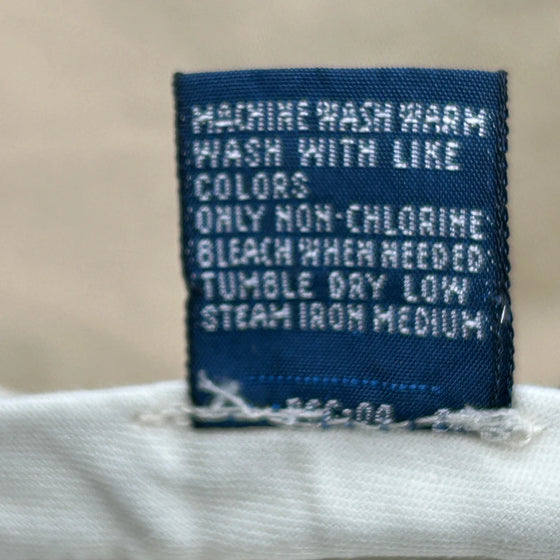 MACHINE WASH WARM
WASH WITH LIKE
COLORS
ONLY NON-CHLORINE
BLEACH WHEN NEEDED
TUMBLE DRY LOW
STEAM IRON MEDIUM